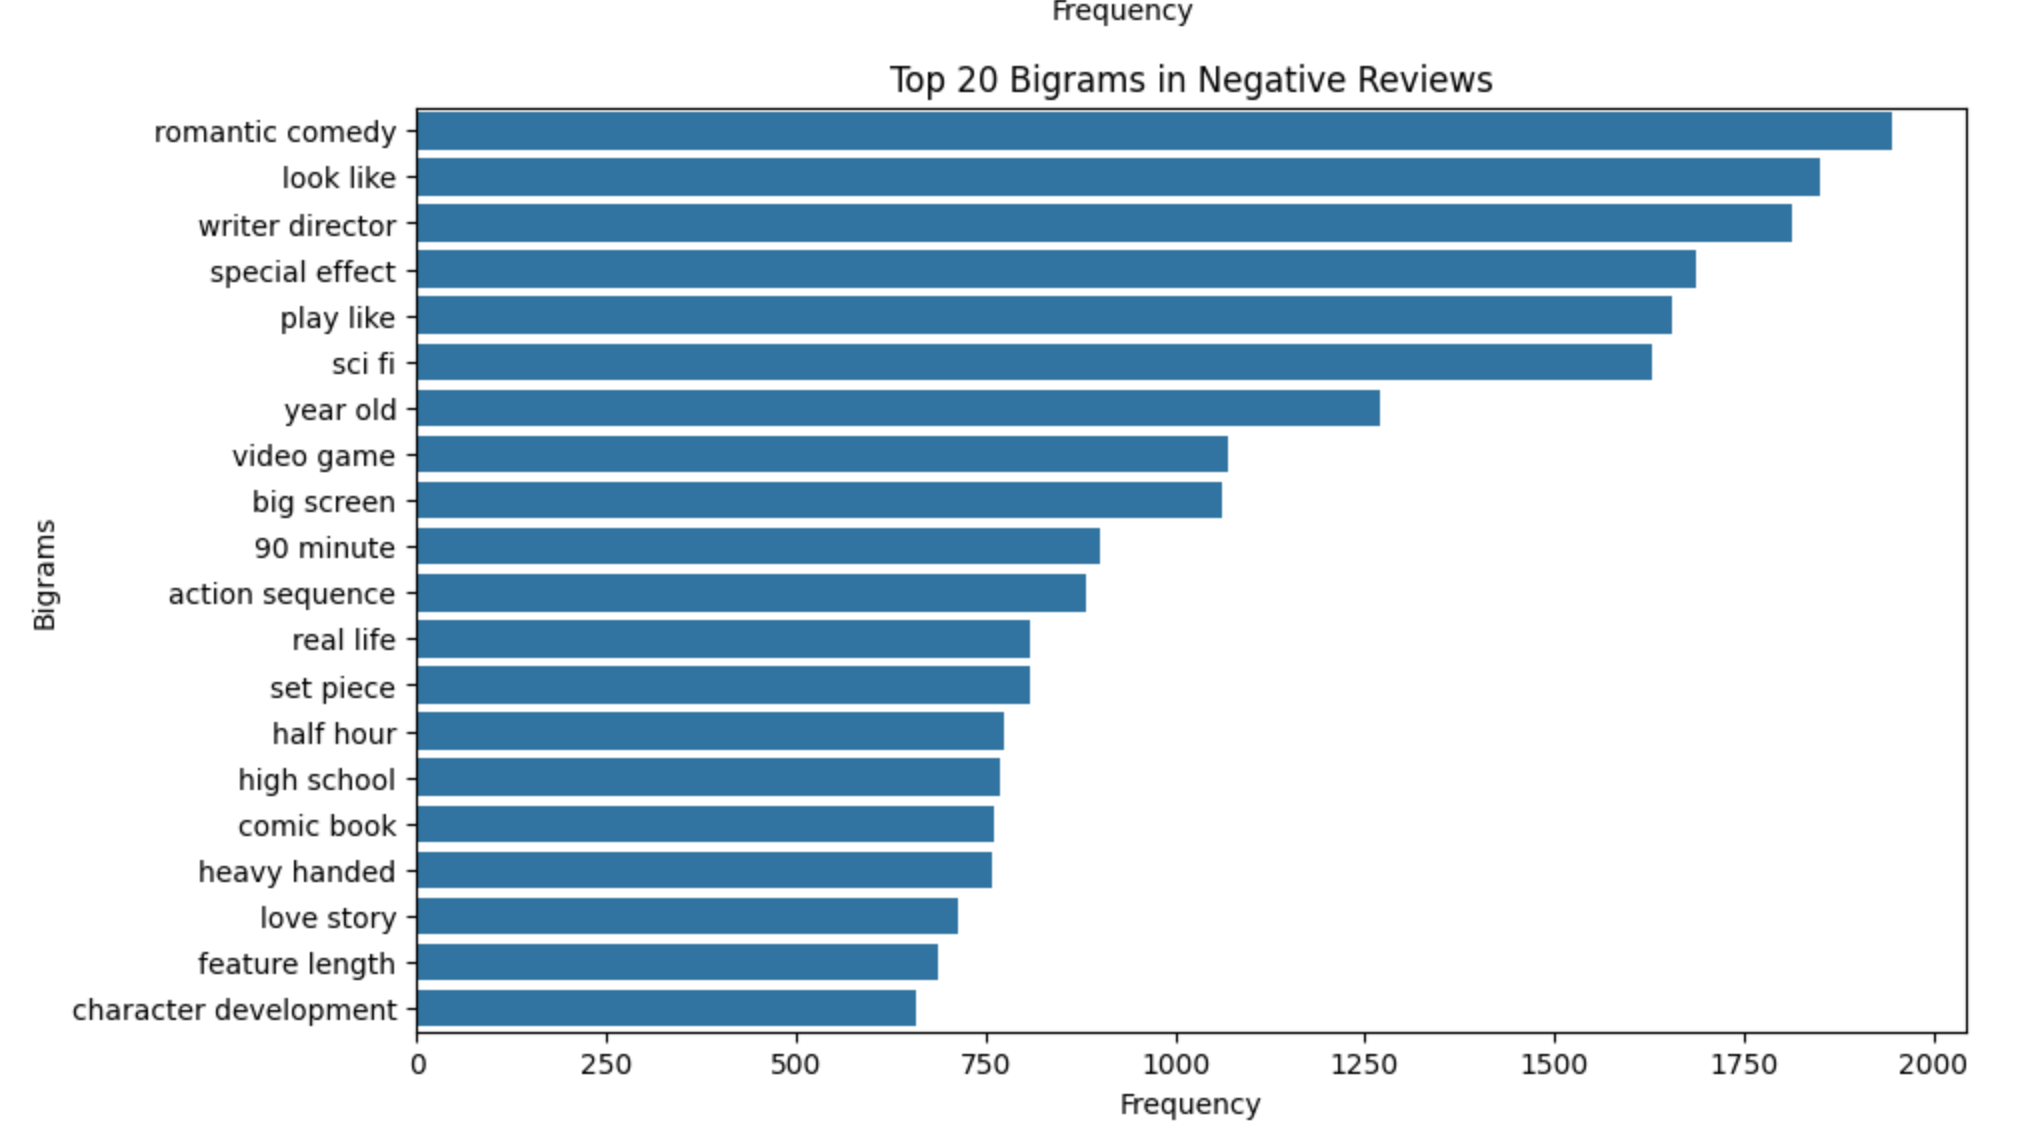 Frequency
Top 20 Bigrams in Negative Reviews
romantic comedy
look like
writer director
special effect
play like
sci fi
year old
video game
big screen
90 minute
action sequence
real life
set piece
half hour
high school
comic book
heavy handed
love story
feature length
character development
Bigrams
0 250 500 750 1000 1250 1500 1750 2000
Frequency